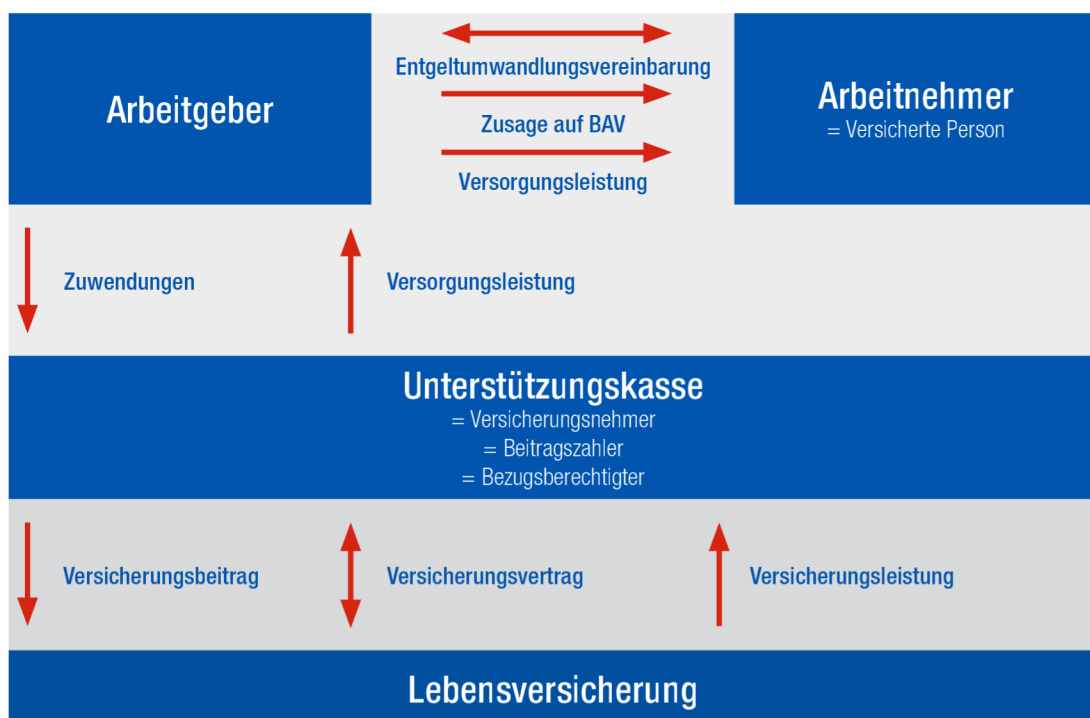 Arbeitgeber
Entgeltumwandlungsvereinbarung
Zusage auf BAV
Versorgungsleistung
Arbeitnehmer
= Versicherte Person
Zuwendungen
Versorgungsleistung
Unterstützungskasse
= Versicherungsnehmer
= Beitragszahler
= Bezugsberechtigter
Versicherungsbeitrag
Versicherungsvertrag
Versicherungsleistung
Lebensversicherung